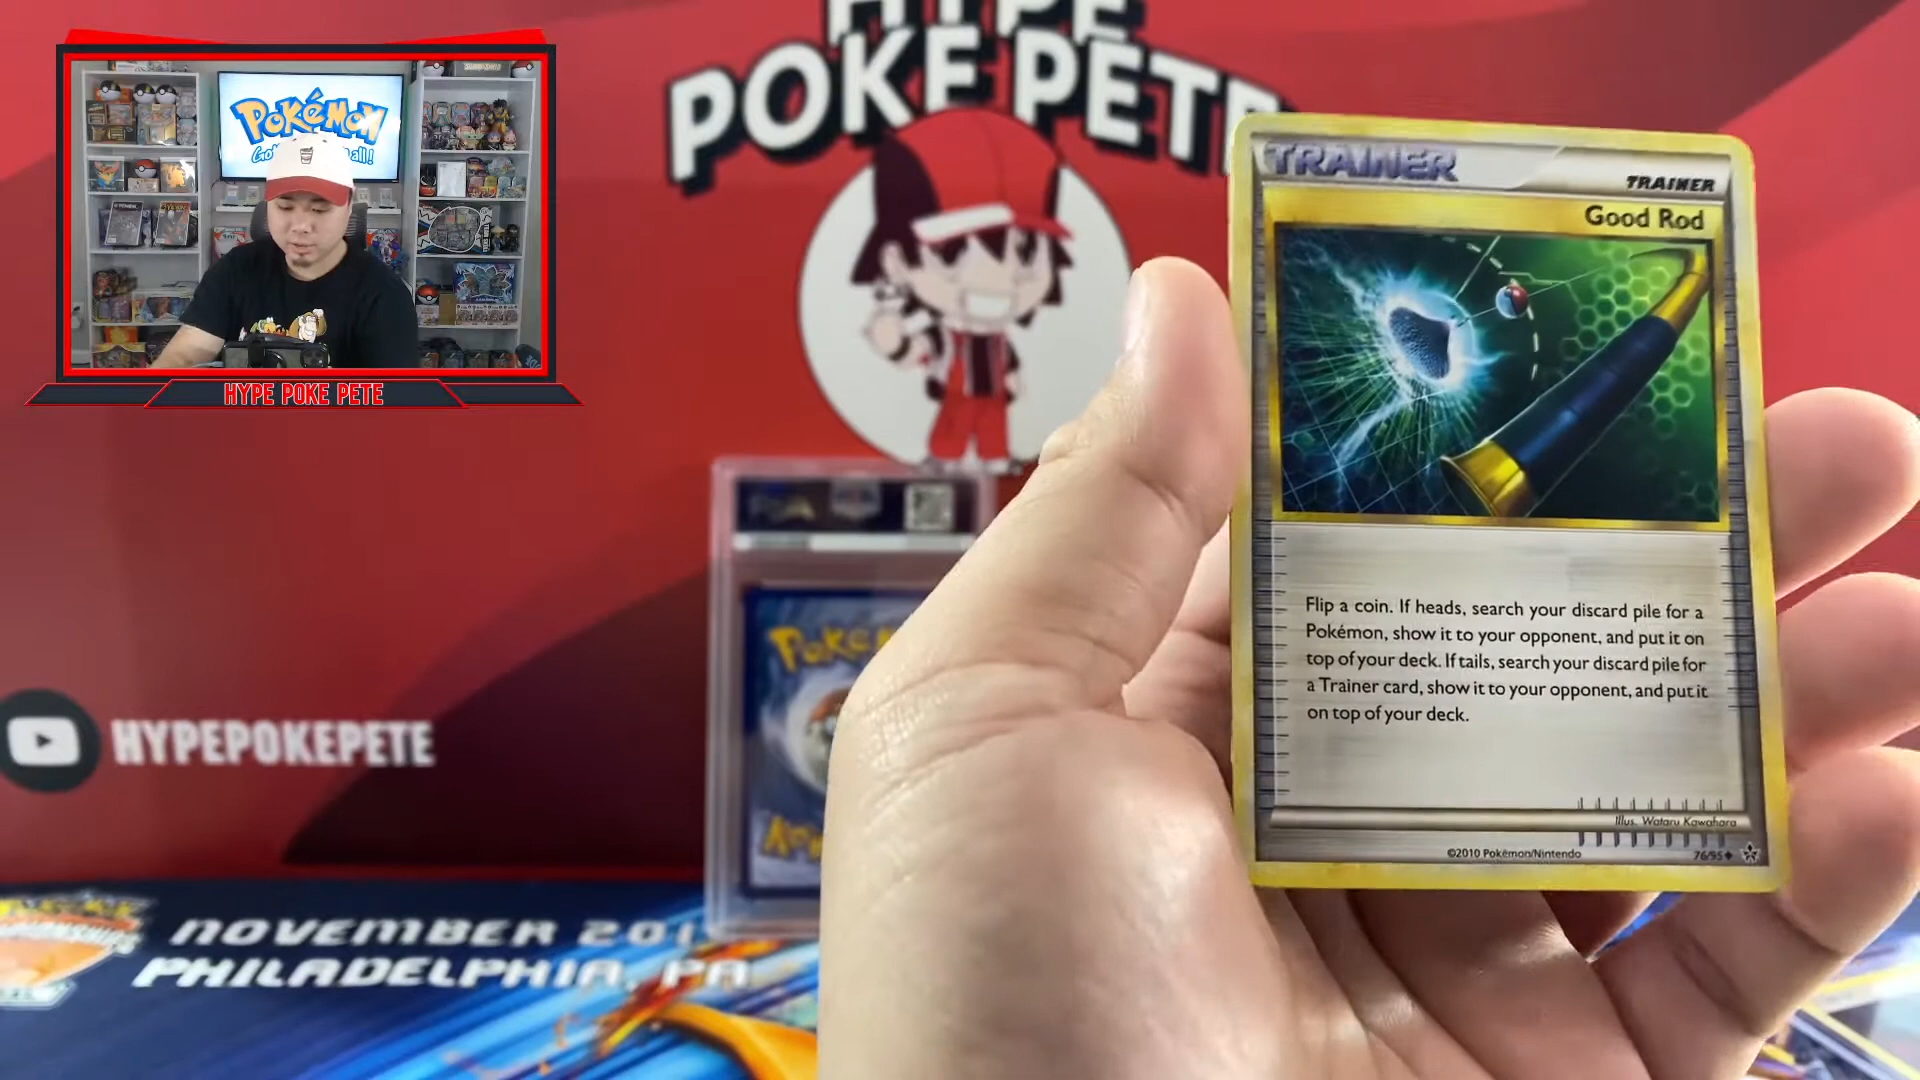 HYPE
POKE PETE
Pokémon
HYPE POKE PETE
TRAINER
TRAINER
Good Rod
Flip a coin. If heads, search your discard pile for a
Pokémon, show it to your opponent, and put it on
top of your deck. If tails, search your discard pile for
a Trainer card, show it to your opponent, and put it
on top of your deck.
Illus. Wataru Kawahara
©2010 Pokémon/Nintendo
76/95
HYPEPOKEPETE
NOVEMBER 201
PHILADELPHIA, PA